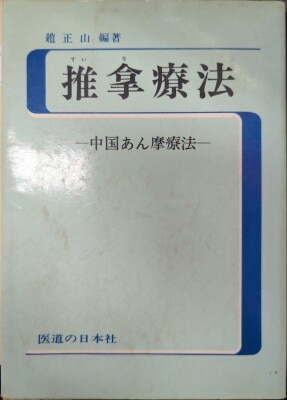 趙正山 編著
すい な
推拿療法
―中国あん摩療法―
医道の日本社